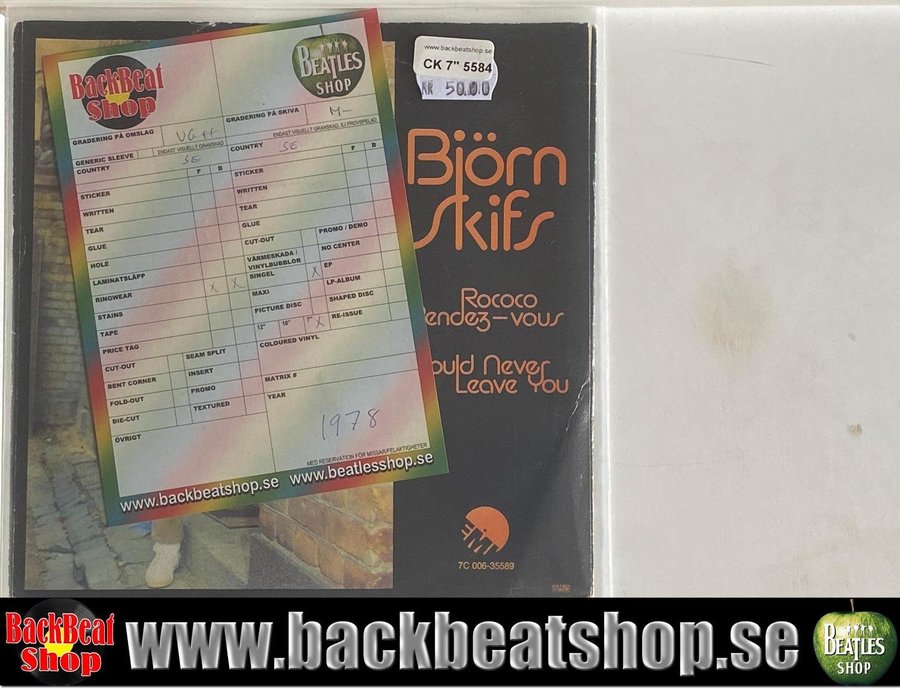 BackBeat
Shop
BEATLES
SHOP
GRADERING PÅ OMSLAG
VG++
ENDAST VISUELLT GRANSKAD
GRADERING PÅ SKIVA
M-
ENDAST VISUELLT GRANSKAD, EJ PROVSPELAD
GENERIC SLEEVE
COUNTRY
SE
F B
STICKER
WRITTEN
TEAR
GLUE
HOLE
LAMINATSLÄPP
RINGWEAR
X X
STAINS
TAPE
PRICE TAG
CUT-OUT
SEAM SPLIT
BENT CORNER
INSERT
FOLD-OUT
PROMO
DIE-CUT
TEXTURED
ÖVRIGT
COUNTRY
SE
F B
STICKER
WRITTEN
TEAR
GLUE
CUT-OUT
PROMO / DEMO
VÄRMESKADA /
VINYLBUBBLOR
NO CENTER
SINGEL
X
EP
MAXI
LP-ALBUM
PICTURE DISC
SHAPED DISC
12" 10" 7" X
RE-ISSUE
COLOURED VINYL
MATRIX #
YEAR
1978
MED RESERVATION FÖR MISSAR/FELAKTIGHETER
www.backbeatshop.se www.beatlesshop.se
www.backbeatshop.se
CK 7" 5584
KR 50.00
Björn
Skifs
Rococo
endez-vous
ould Never
Leave You
EMI
7C 006-35589
BackBeat
Shop
www.backbeatshop.se
BEATLES
SHOP